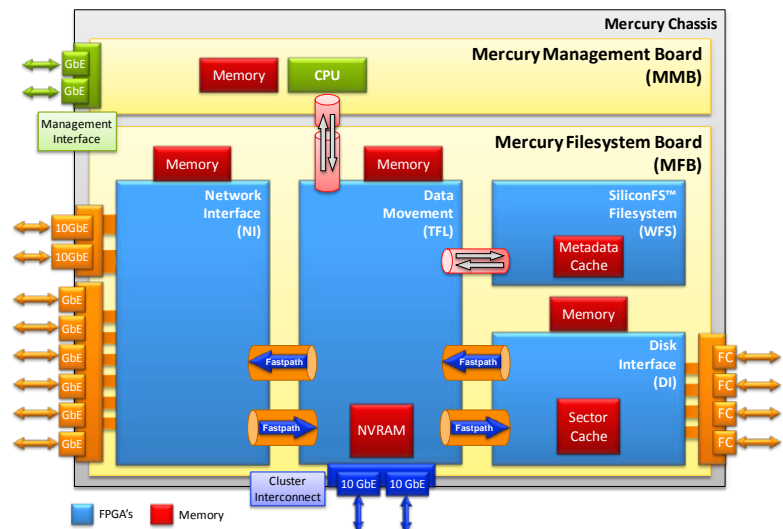 Mercury Chassis
Mercury Management Board
(MMB)
GbE
GbE
Memory
CPU
Management
Interface
Mercury Filesystem Board
(MFB)
Memory
Memory
Network
Interface
(NI)
Data
Movement
(TFL)
SiliconFS™
Filesystem
(WFS)
Metadata
Cache
10GbE
10GbE
GbE
GbE
GbE
GbE
GbE
GbE
Memory
Disk
Interface
(DI)
Fastpath
Fastpath
Fastpath
Fastpath
FC
FC
FC
FC
NVRAM
Sector
Cache
Cluster
Interconnect
10 GbE
10 GbE
FPGA's
Memory